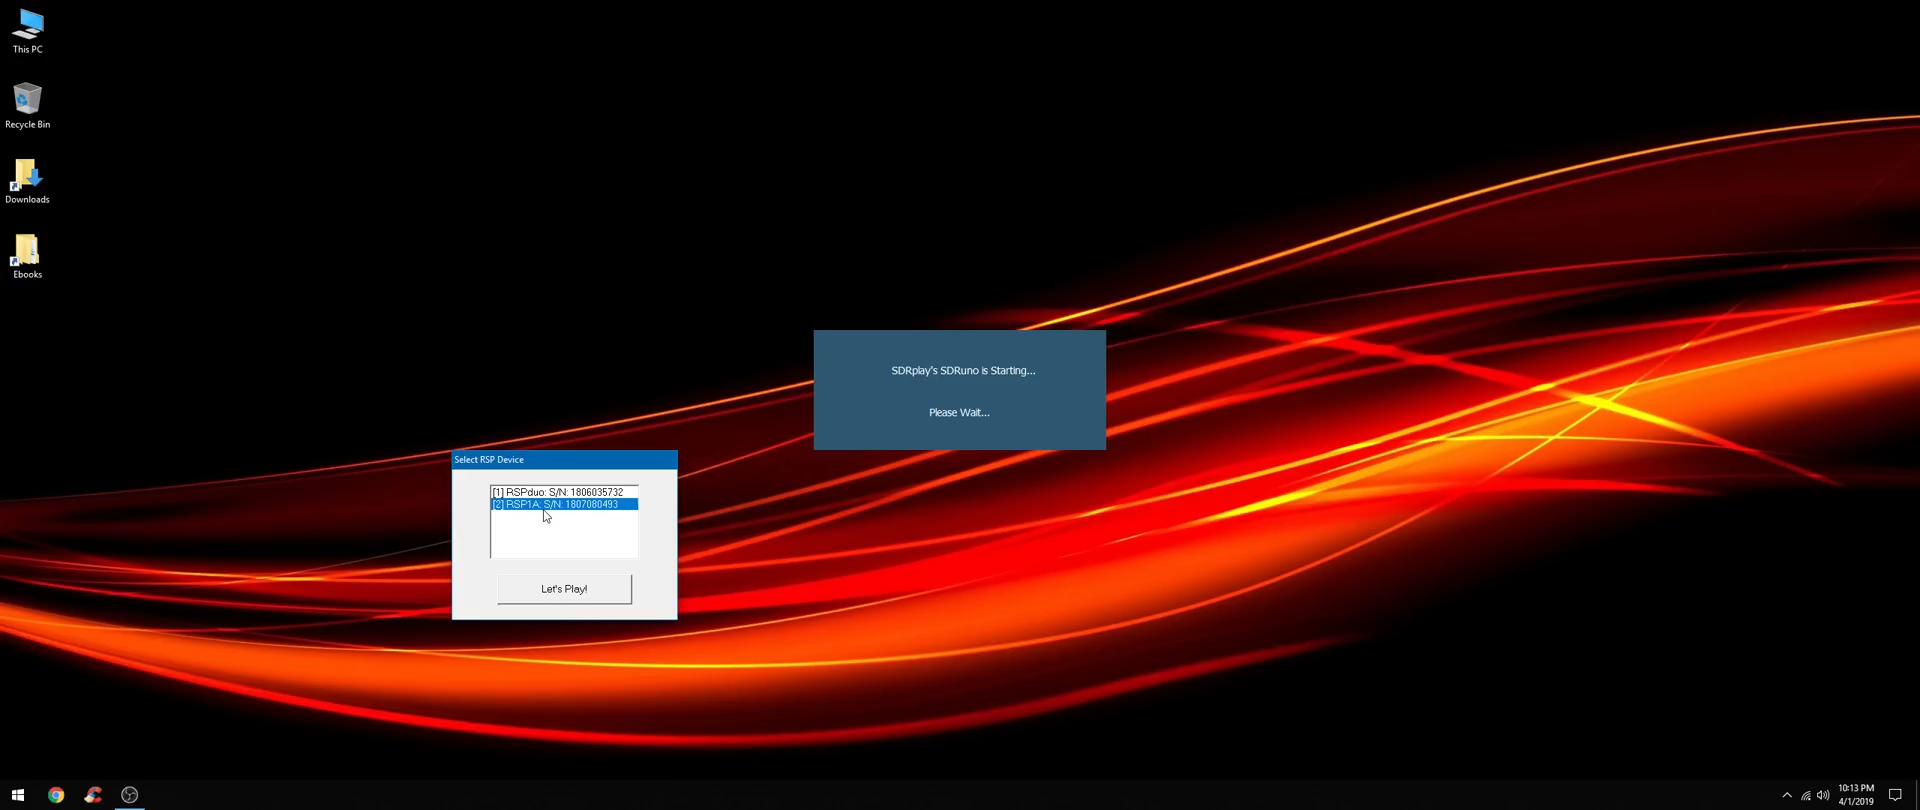 This PC
Recycle Bin
Downloads
Ebooks
SDRplay's SDRuno is Starting...
Please Wait...
Select RSP Device
[1] RSPduo: S/N: 1806035732
[2] RSP1A: S/N: 1807080493
Let's Play!
10:13 PM
4/1/2019